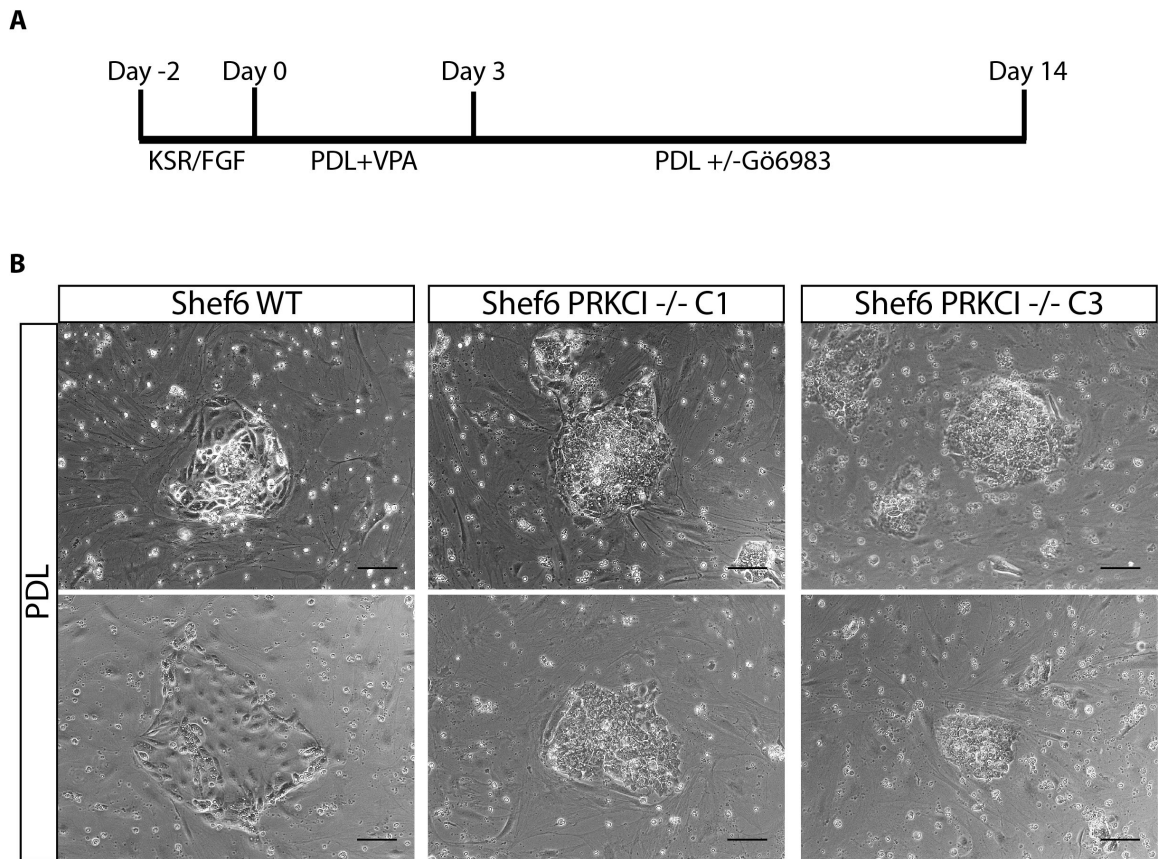 A
Day -2 Day 0 Day 3 Day 14
KSR/FGF PDL+VPA PDL +/-Gö6983
B
Shef6 WT Shef6 PRKCI -/- C1 Shef6 PRKCI -/- C3
PDL